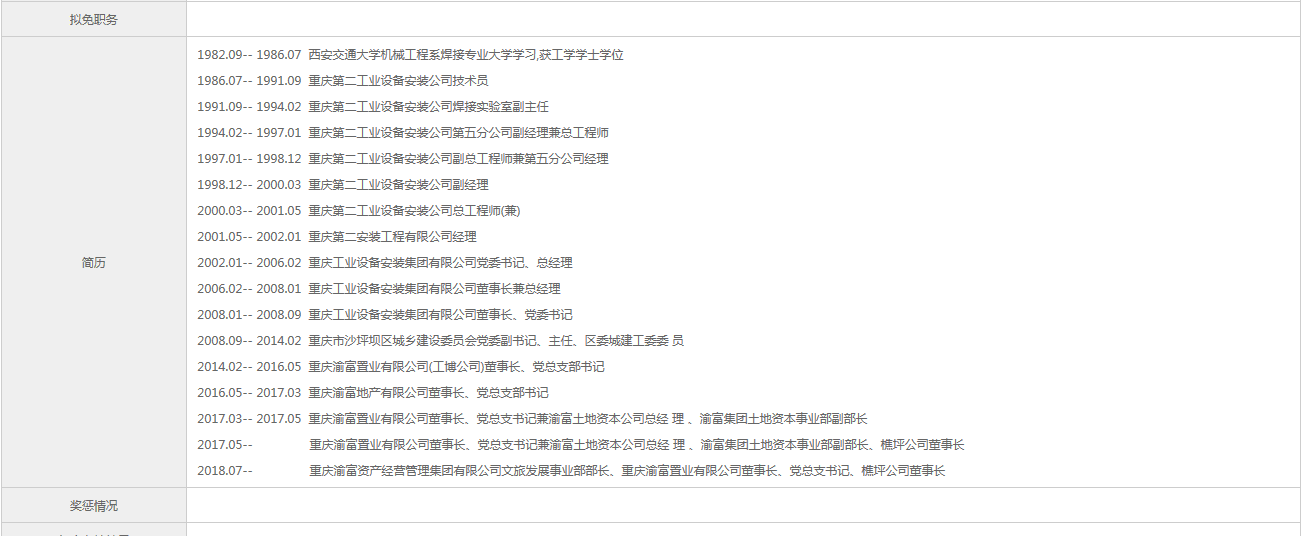 拟免职务
简历
1982.09-- 1986.07 西安交通大学机械工程系焊接专业大学学习,获工学学士学位
1986.07-- 1991.09 重庆第二工业设备安装公司技术员
1991.09-- 1994.02 重庆第二工业设备安装公司焊接实验室副主任
1994.02-- 1997.01 重庆第二工业设备安装公司第五分公司副经理兼总工程师
1997.01-- 1998.12 重庆第二工业设备安装公司副总工程师兼第五分公司经理
1998.12-- 2000.03 重庆第二工业设备安装公司副经理
2000.03-- 2001.05 重庆第二工业设备安装公司总工程师(兼)
2001.05-- 2002.01 重庆第二安装工程有限公司经理
2002.01-- 2006.02 重庆工业设备安装集团有限公司党委书记、总经理
2006.02-- 2008.01 重庆工业设备安装集团有限公司董事长兼总经理
2008.01-- 2008.09 重庆工业设备安装集团有限公司董事长、党委书记
2008.09-- 2014.02 重庆市沙坪坝区城乡建设委员会党委副书记、主任、区委城建工委委 员
2014.02-- 2016.05 重庆渝富置业有限公司(工博公司)董事长、党总支部书记
2016.05-- 2017.03 重庆渝富地产有限公司董事长、党总支部书记
2017.03-- 2017.05 重庆渝富置业有限公司董事长、党总支书记兼渝富土地资本公司总经 理 、渝富集团土地资本事业部副部长
2017.05-- 重庆渝富置业有限公司董事长、党总支书记兼渝富土地资本公司总经 理 、渝富集团土地资本事业部副部长、樵坪公司董事长
2018.07-- 重庆渝富资产经营管理集团有限公司文旅发展事业部部长、重庆渝富置业有限公司董事长、党总支书记、樵坪公司董事长
奖惩情况